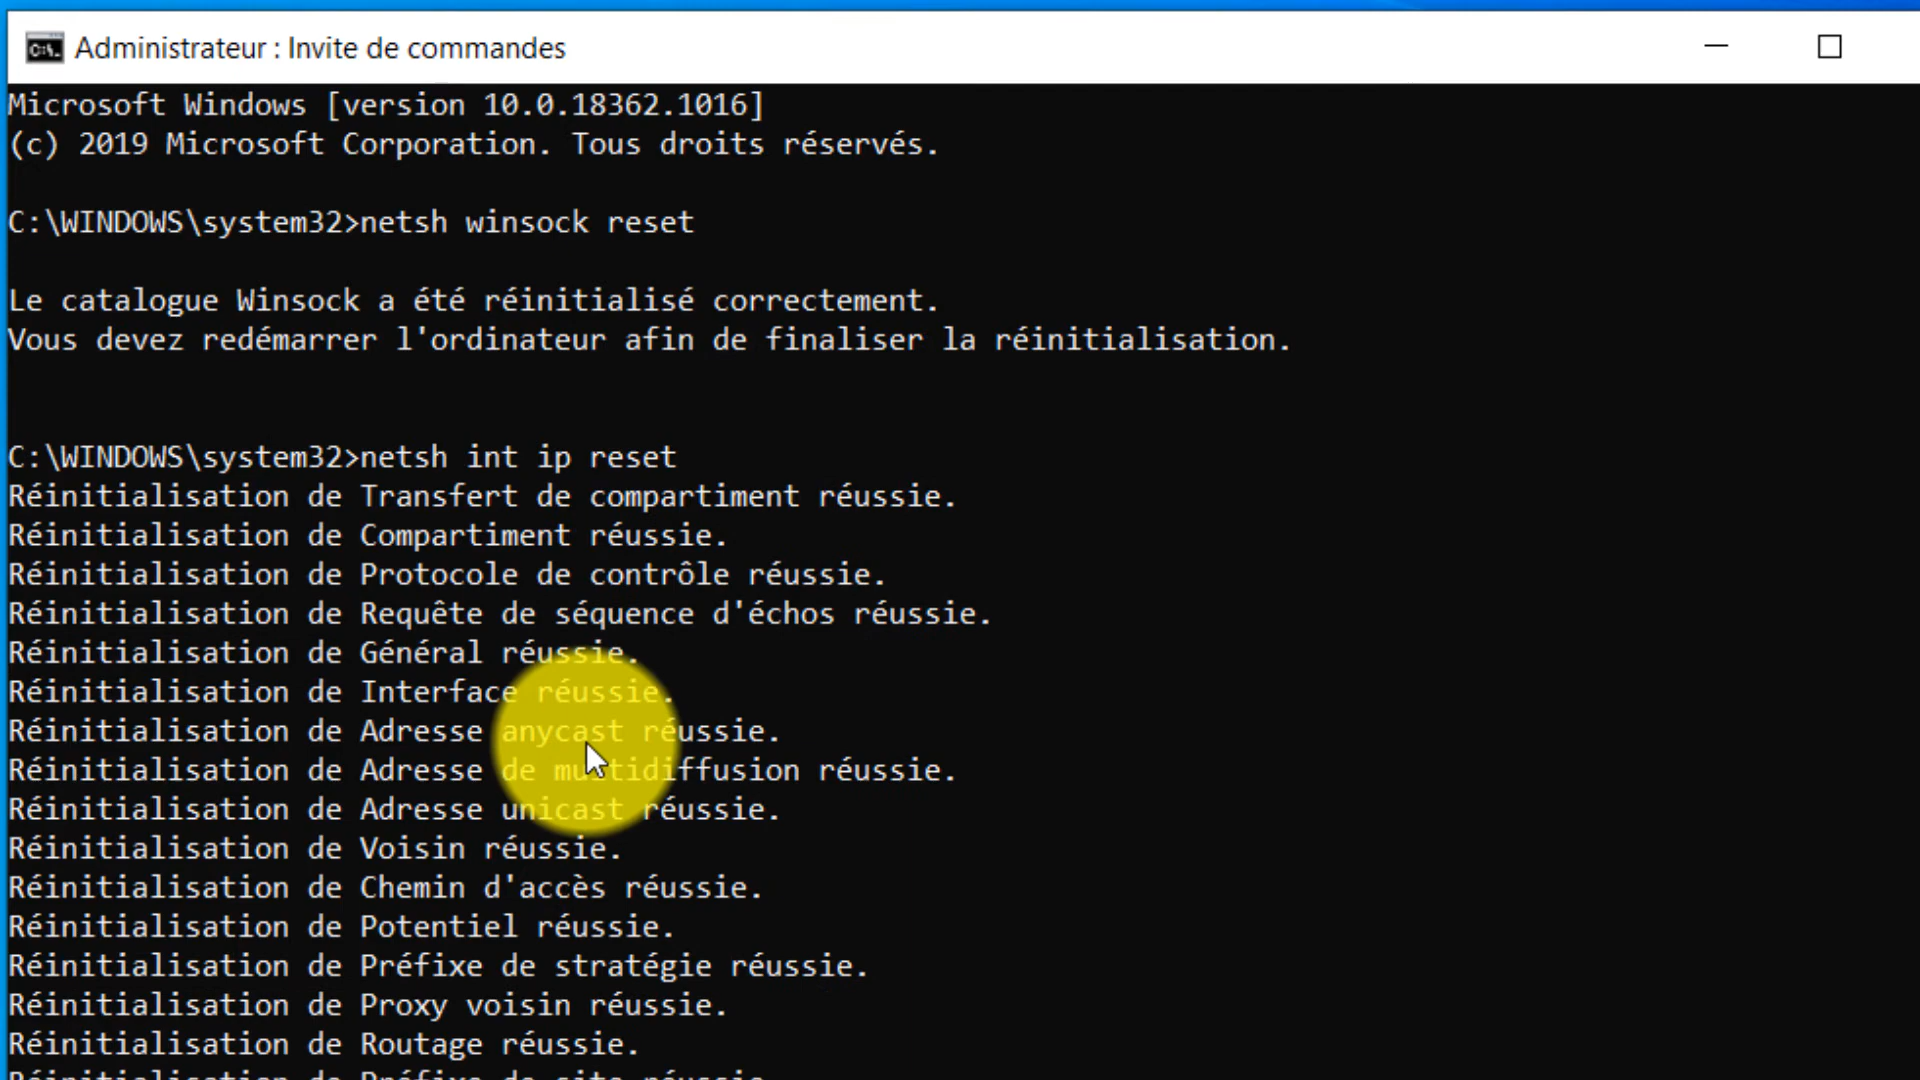 Administrateur : Invite de commandes
Microsoft Windows [version 10.0.18362.1016]
(c) 2019 Microsoft Corporation. Tous droits réservés.
C:\WINDOWS\system32>netsh winsock reset
Le catalogue Winsock a été réinitialisé correctement.
Vous devez redémarrer l'ordinateur afin de finaliser la réinitialisation.
C:\WINDOWS\system32>netsh int ip reset
Réinitialisation de Transfert de compartiment réussie.
Réinitialisation de Compartiment réussie.
Réinitialisation de Protocole de contrôle réussie.
Réinitialisation de Requête de séquence d'échos réussie.
Réinitialisation de Général réussie.
Réinitialisation de Interface réussie.
Réinitialisation de Adresse anycast réussie.
Réinitialisation de Adresse de multidiffusion réussie.
Réinitialisation de Adresse unicast réussie.
Réinitialisation de Voisin réussie.
Réinitialisation de Chemin d'accès réussie.
Réinitialisation de Potentiel réussie.
Réinitialisation de Préfixe de stratégie réussie.
Réinitialisation de Proxy voisin réussie.
Réinitialisation de Routage réussie.
Réinitialisation de Préfixe de site réussie.